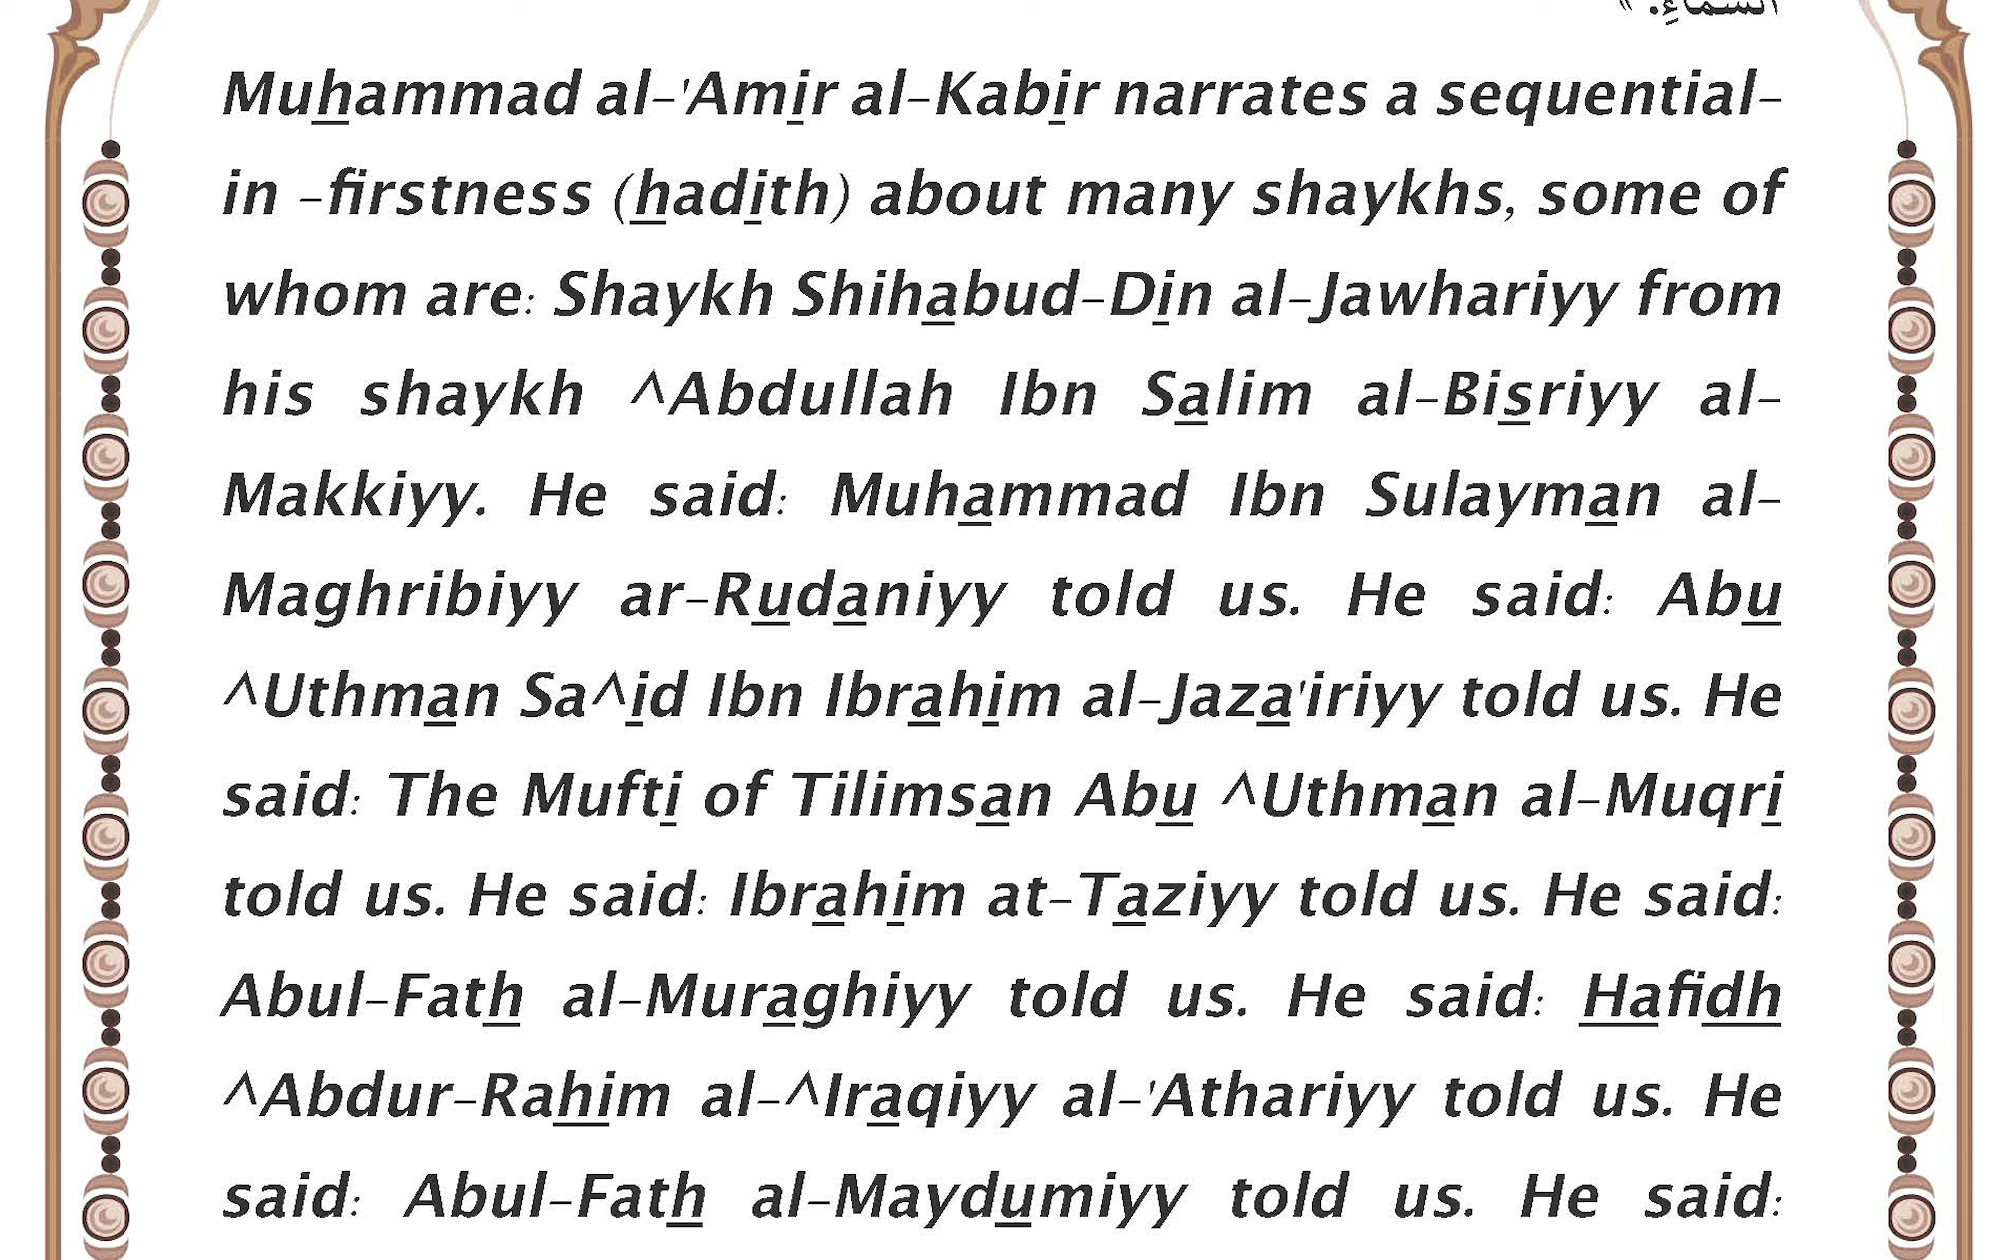 السَّمَاءِ. »
Muhammad al-'Amir al-Kabir narrates a sequential-
in -firstness (hadith) about many shaykhs, some of
whom are: Shaykh Shihabud-Din al-Jawhariyy from
his shaykh ^Abdullah Ibn Salim al-Bisriyy al-
Makkiyy. He said: Muhammad Ibn Sulayman al-
Maghribiyy ar-Rudaniyy told us. He said: Abu
^Uthman Sa^id Ibn Ibrahim al-Jaza'iriyy told us. He
said: The Mufti of Tilimsan Abu ^Uthman al-Muqri
told us. He said: Ibrahim at-Taziyy told us. He said:
Abul-Fath al-Muraghiyy told us. He said: Hafidh
^Abdur-Rahim al-^Iraqiyy al-'Athariyy told us. He
said: Abul-Fath al-Maydumiyy told us. He said: